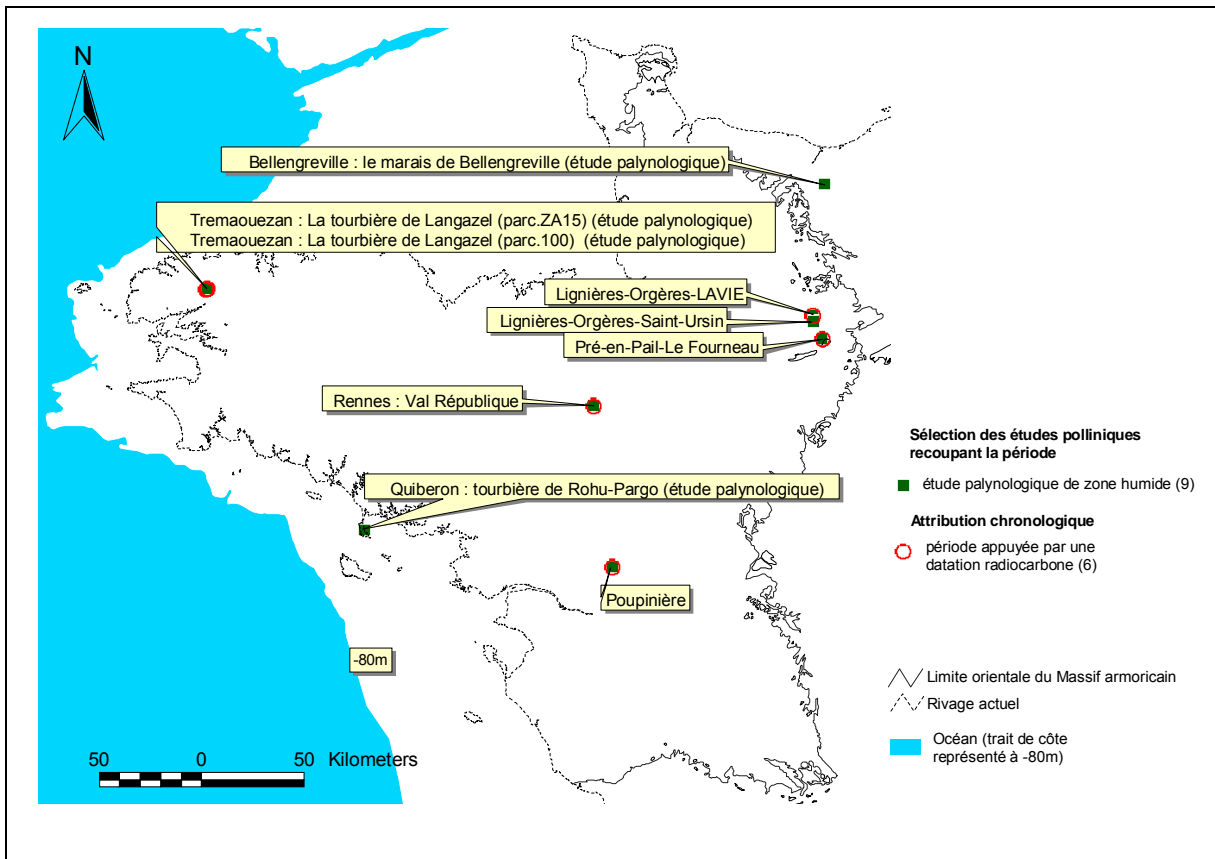 N
Bellengreville : le marais de Bellengreville (étude palynologique)
Tremaouezan : La tourbière de Langazel (parc.ZA15) (étude palynologique)
Tremaouezan : La tourbière de Langazel (parc.100) (étude palynologique)
Lignières-Orgères-LAVIE
Lignières-Orgères-Saint-Ursin
Pré-en-Pail-Le Fourneau
Rennes : Val République
Quiberon : tourbière de Rohu-Pargo (étude palynologique)
Poupinière
-80m
50 0 50 Kilometers
Sélection des études polliniques
recoupant la période
étude palynologique de zone humide (9)
Attribution chronologique
période appuyée par une
datation radiocarbone (6)
Limite orientale du Massif armoricain
Rivage actuel
Océan (trait de côte
représenté à -80m)